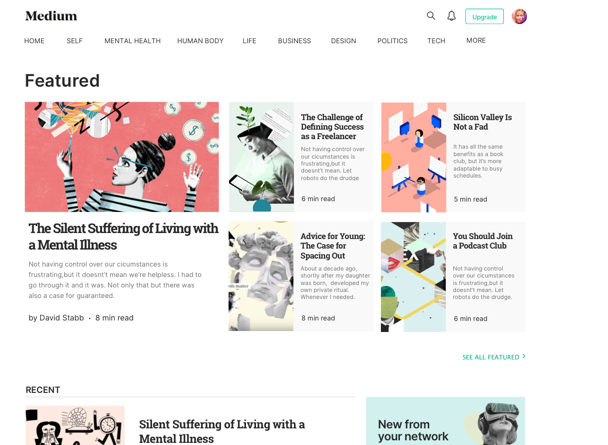 Medium
Upgrade
HOME SELF MENTAL HEALTH HUMAN BODY LIFE BUSINESS DESIGN POLITICS TECH MORE
Featured
The Silent Suffering of Living with
a Mental Illness
Not having control over our cicumstances is
frustrating,but it doesnt't mean we're helpless. I had to
go through it and it was. Not only that but there was
also a case for guaranteed.
by David Stabb • 8 min read
The Challenge of
Defining Success
as a Freelancer
Not having control over
our cicumstances is
frustrating,but it
doesnt't mean. Let
robots do the drudge
6 min read
Silicon Valley Is
Not a Fad
It has all the same
benefits as a book
club, but it's more
adaptable to busy
schedules.
5 min read
Advice for Young:
The Case for
Spacing Out
About a decade ago,
shortly after my daughter
was born, developed my
own private ritual.
Whenever I needed.
8 min read
You Should Join
a Podcast Club
Not having control
over our circumstances
is frustrating,but it
doesnt't mean. Let
robots do the drudge.
6 min read
SEE ALL FEATURED >
RECENT
Silent Suffering of Living with a
Mental Illness
New from
your network